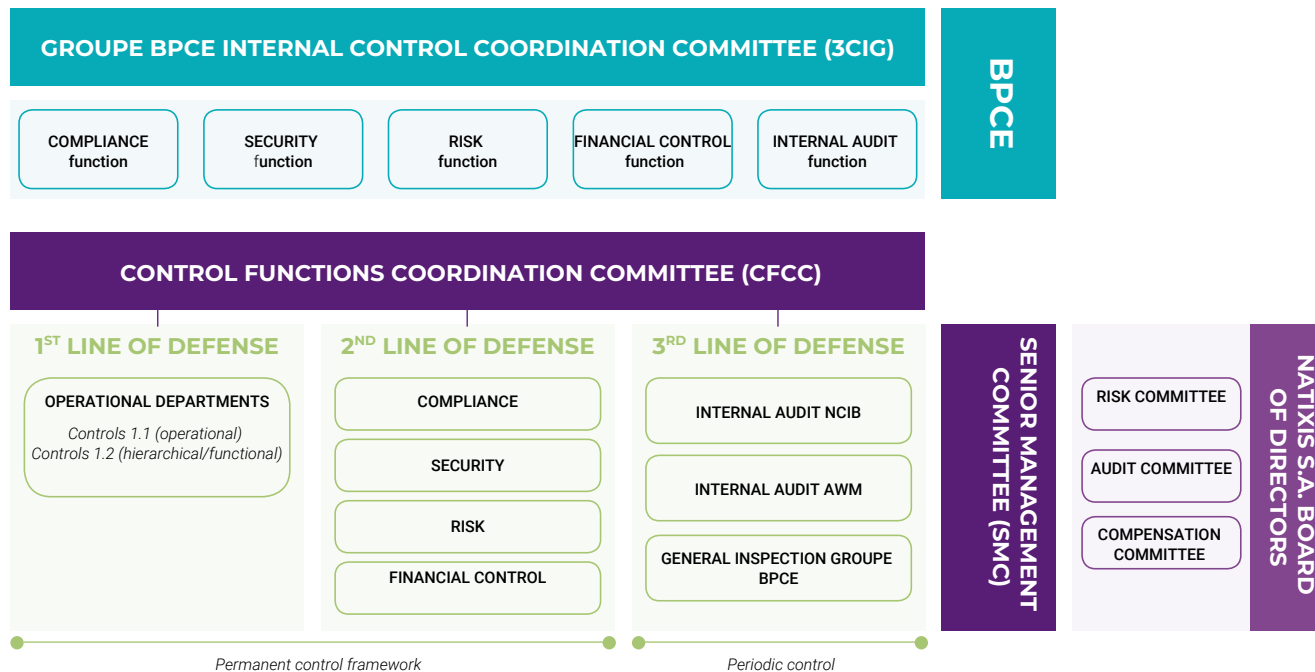 GROUPE BPCE INTERNAL CONTROL COORDINATION COMMITTEE (3CIG)
BPCE
COMPLIANCE
function
SECURITY
function
RISK
function
FINANCIAL CONTROL
function
INTERNAL AUDIT
function
CONTROL FUNCTIONS COORDINATION COMMITTEE (CFCC)
1ST LINE OF DEFENSE
OPERATIONAL DEPARTMENTS
Controls 1.1 (operational)
Controls 1.2 (hierarchical/functional)
2ND LINE OF DEFENSE
COMPLIANCE
SECURITY
RISK
FINANCIAL CONTROL
3RD LINE OF DEFENSE
INTERNAL AUDIT NCIB
INTERNAL AUDIT AWM
GENERAL INSPECTION GROUPE
BPCE
SENIOR MANAGEMENT
COMMITTEE (SMC)
RISK COMMITTEE
AUDIT COMMITTEE
COMPENSATION
COMMITTEE
NATIXIS S.A. BOARD
OF DIRECTORS
Permanent control framework
Periodic control